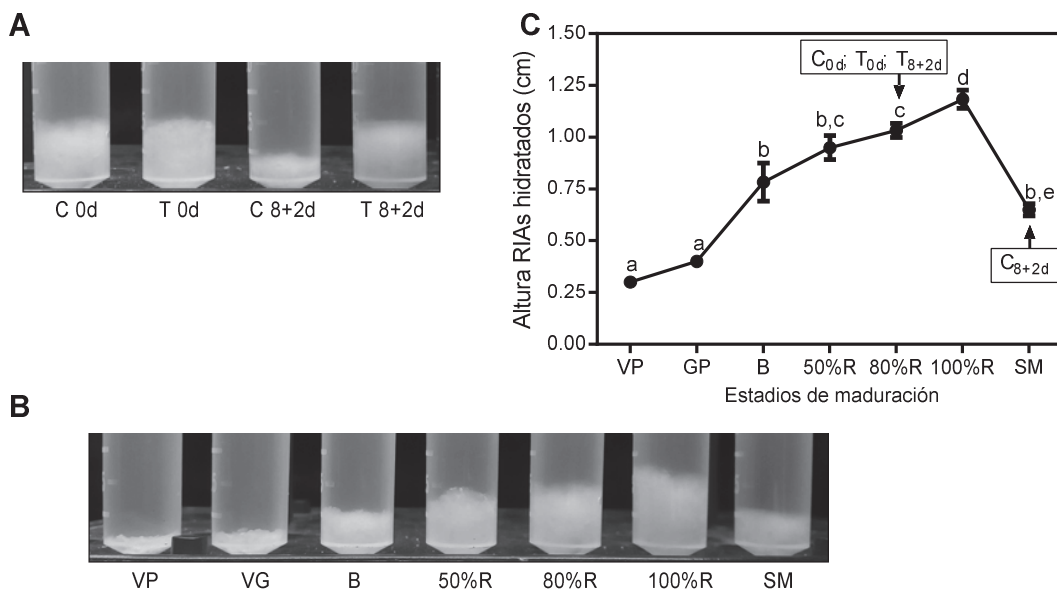 A
C 0d T 0d C 8+2d T 8+2d
B
VP VG B 50%R 80%R 100%R SM
C
Altura RIAs hidratados (cm)
1.50
1.25
1.00
0.75
0.50
0.25
0.00
C0d; T0d; T8+2d
a a b b,c c d b,e
C8+2d
VP GP B 50%R 80%R 100%R SM
Estadios de maduración